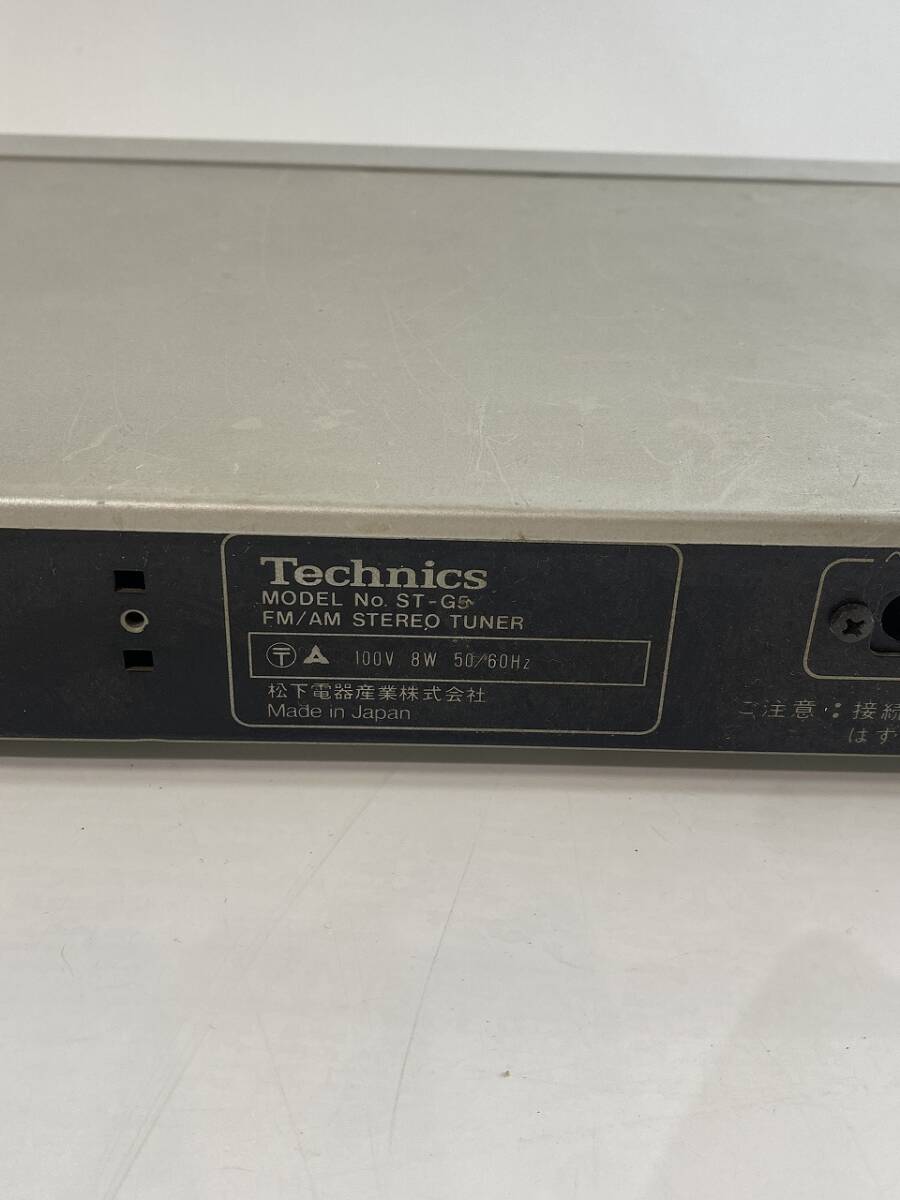 Technics
MODEL No. ST-G5
FM/AM STEREO TUNER
〒 100V 8W 50/60Hz
松下電器産業株式会社
Made in Japan
ご注意：接続
はず